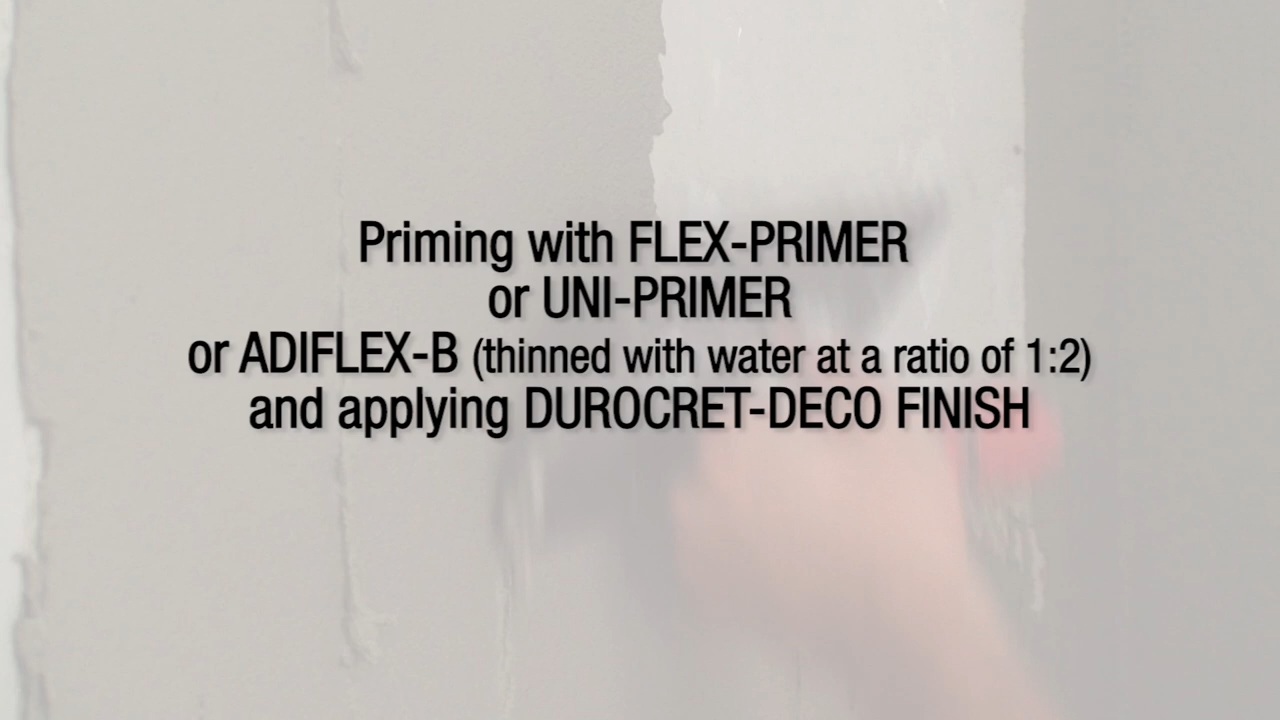 Priming with FLEX-PRIMER
or UNI-PRIMER
or ADIFLEX-B (thinned with water at a ratio of 1:2)
and applying DUROCRET-DECO FINISH